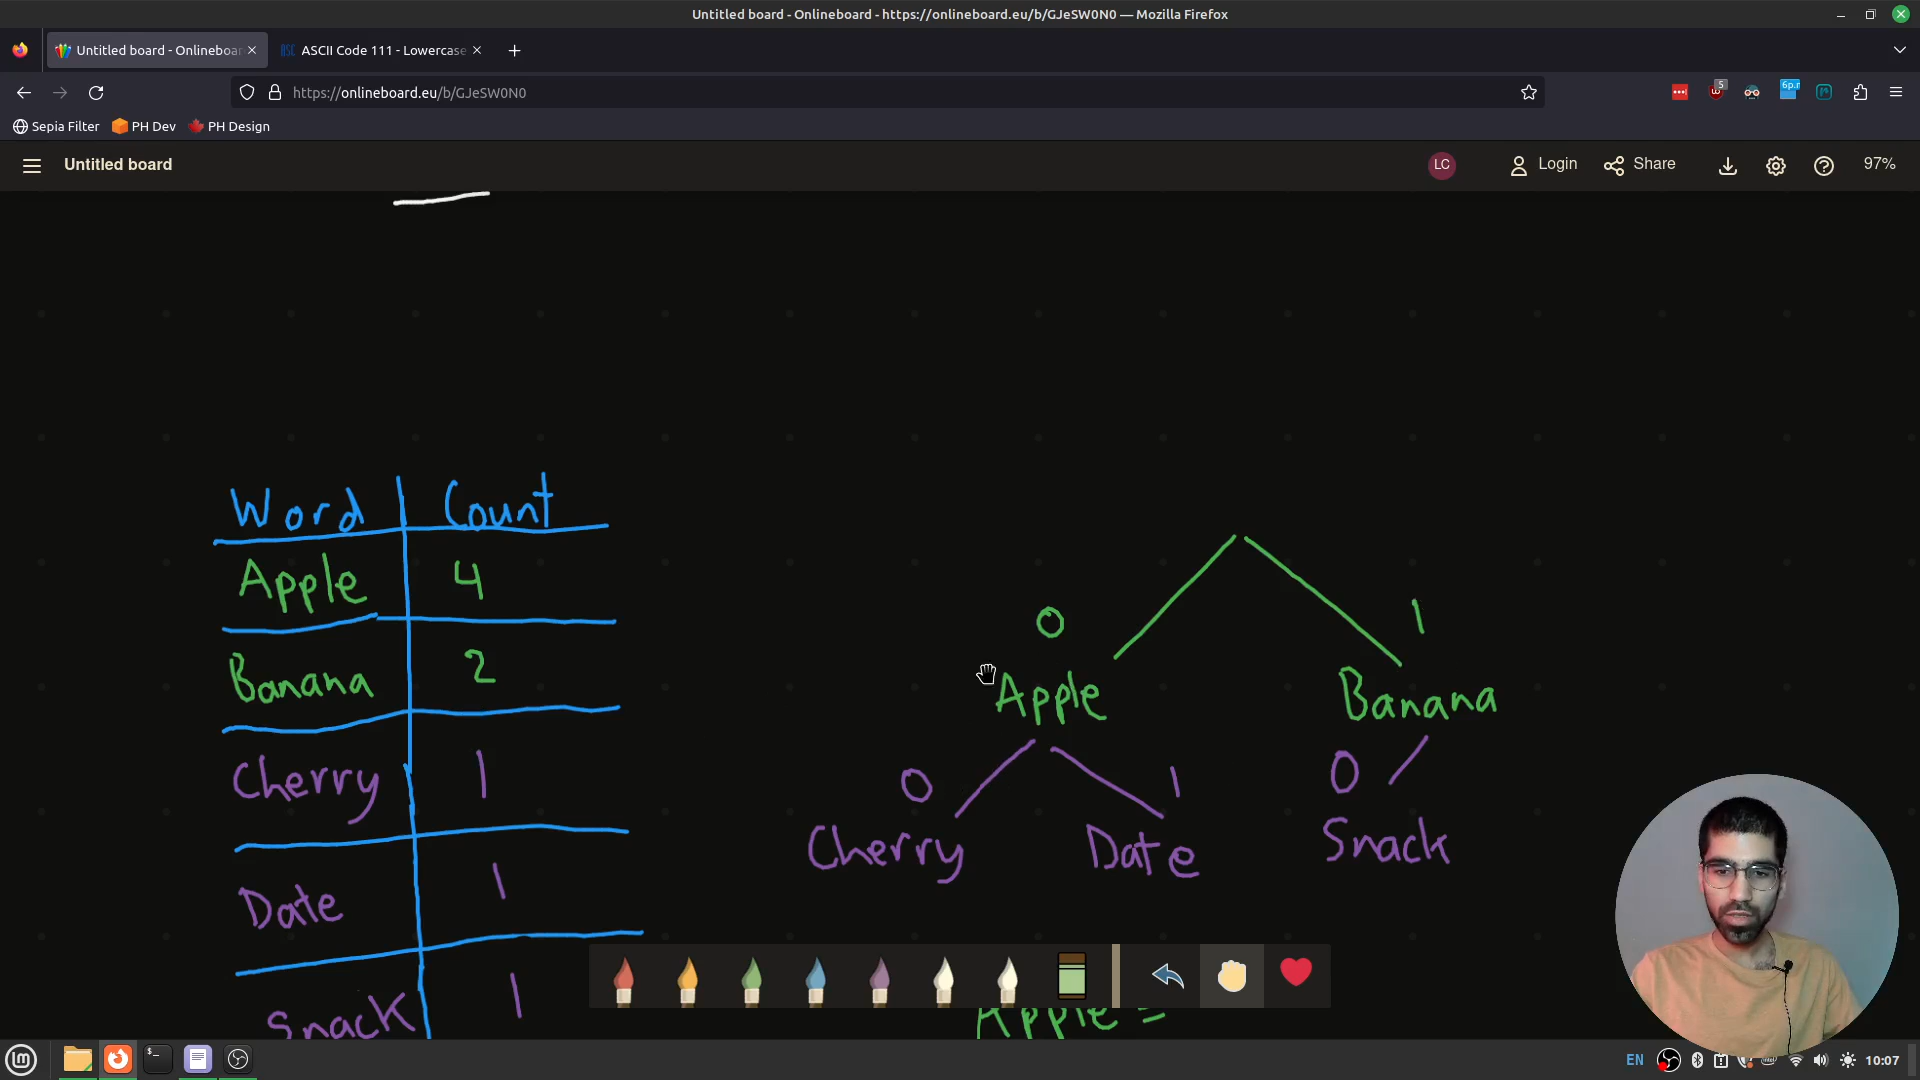 Untitled board - Onlineboard - https://onlineboard.eu/b/GJeSW0N0 — Mozilla Firefox
Untitled board - Onlineboar
ASCII Code 111 - Lowercase
https://onlineboard.eu/b/GJeSW0N0
5
6p.r
Sepia Filter
PH Dev
PH Design
Untitled board
LC
Login
Share
97%
Word Count
Apple 4
Banana 2
Cherry 1
Date 1
Snack 1
0 1
Apple Banana
0 1 0
Cherry Date Snack
Apple =
EN
10:07